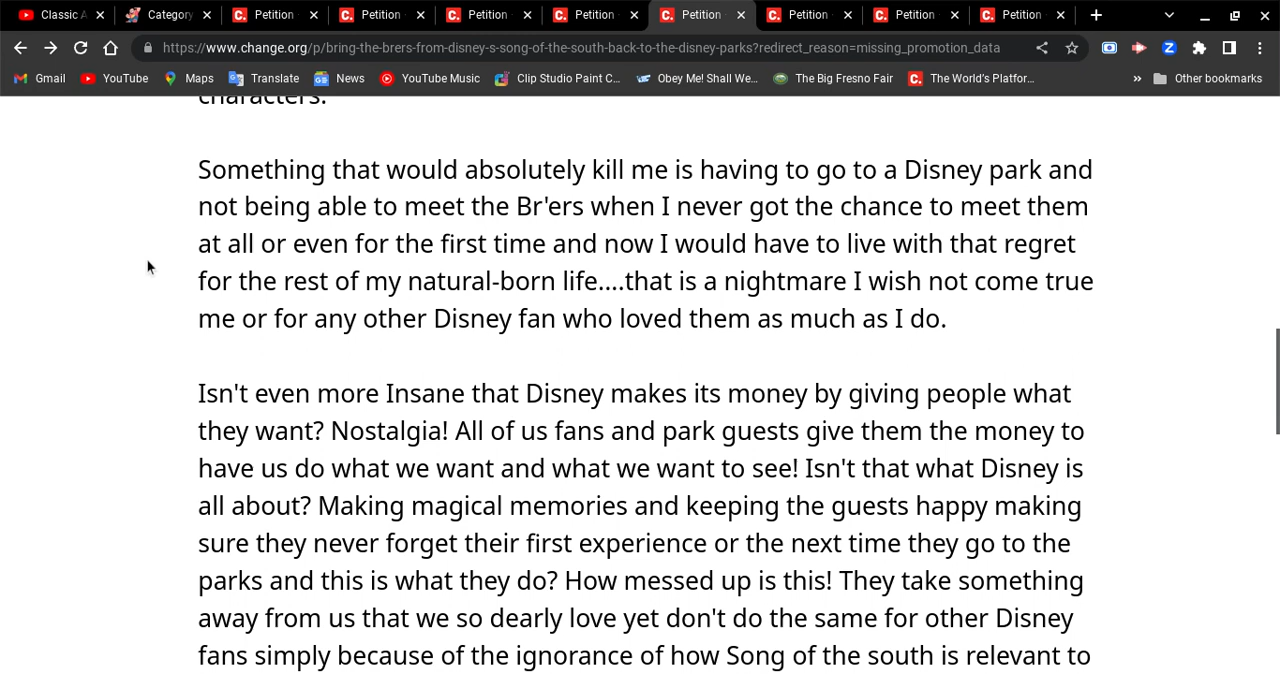 Classic A
Category
Petition
Petition
Petition
Petition
Petition
Petition
Petition
Petition
https://www.change.org/p/bring-the-brers-from-disney-s-song-of-the-south-back-to-the-disney-parks?redirect_reason=missing_promotion_data
Gmail
YouTube
Maps
Translate
News
YouTube Music
Clip Studio Paint C...
Obey Me! Shall We...
The Big Fresno Fair
The World's Platfor...
Other bookmarks
characters.
Something that would absolutely kill me is having to go to a Disney park and
not being able to meet the Br'ers when I never got the chance to meet them
at all or even for the first time and now I would have to live with that regret
for the rest of my natural-born life....that is a nightmare I wish not come true
me or for any other Disney fan who loved them as much as I do.
Isn't even more Insane that Disney makes its money by giving people what
they want? Nostalgia! All of us fans and park guests give them the money to
have us do what we want and what we want to see! Isn't that what Disney is
all about? Making magical memories and keeping the guests happy making
sure they never forget their first experience or the next time they go to the
parks and this is what they do? How messed up is this! They take something
away from us that we so dearly love yet don't do the same for other Disney
fans simply because of the ignorance of how Song of the south is relevant to